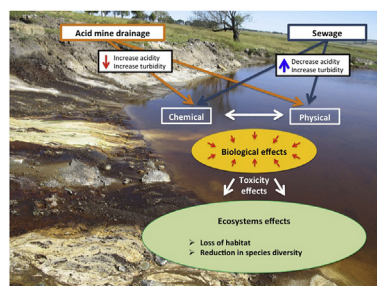 Acid mine drainage
Sewage
Increase acidity
Increase turbidity
Decrease acidity
Increase turbidity
Chemical
Physical
Biological effects
Toxicity
effects
Ecosystems effects
➢ Loss of habitat
➢ Reduction in species diversity